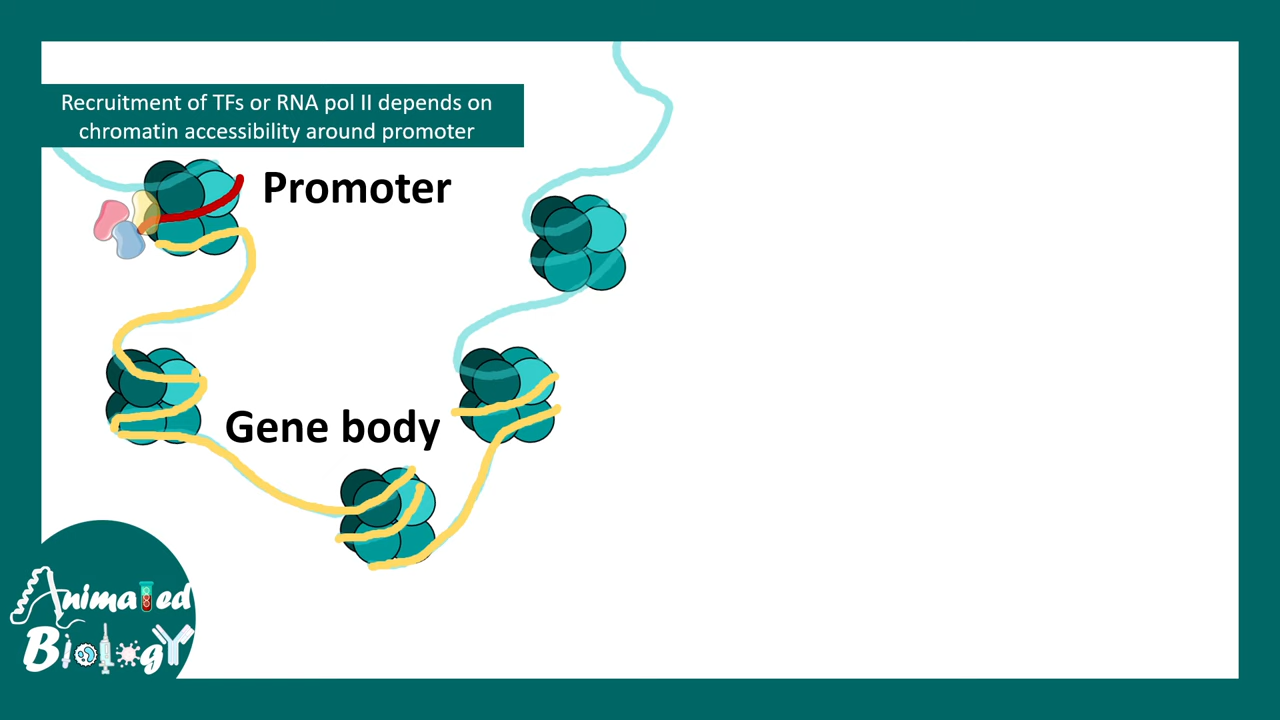 Recruitment of TFs or RNA pol II depends on
chromatin accessibility around promoter
Promoter
Gene body
Animated
Biology